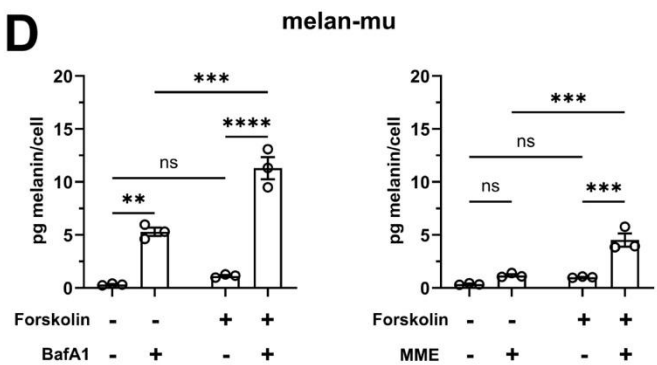 D
melan-mu
pg melanin/cell
20
15
10
5
0
***
****
ns
**
Forskolin - - + +
BafA1 - + - +
pg melanin/cell
20
15
10
5
0
***
ns
ns
***
Forskolin - - + +
MME - + - +